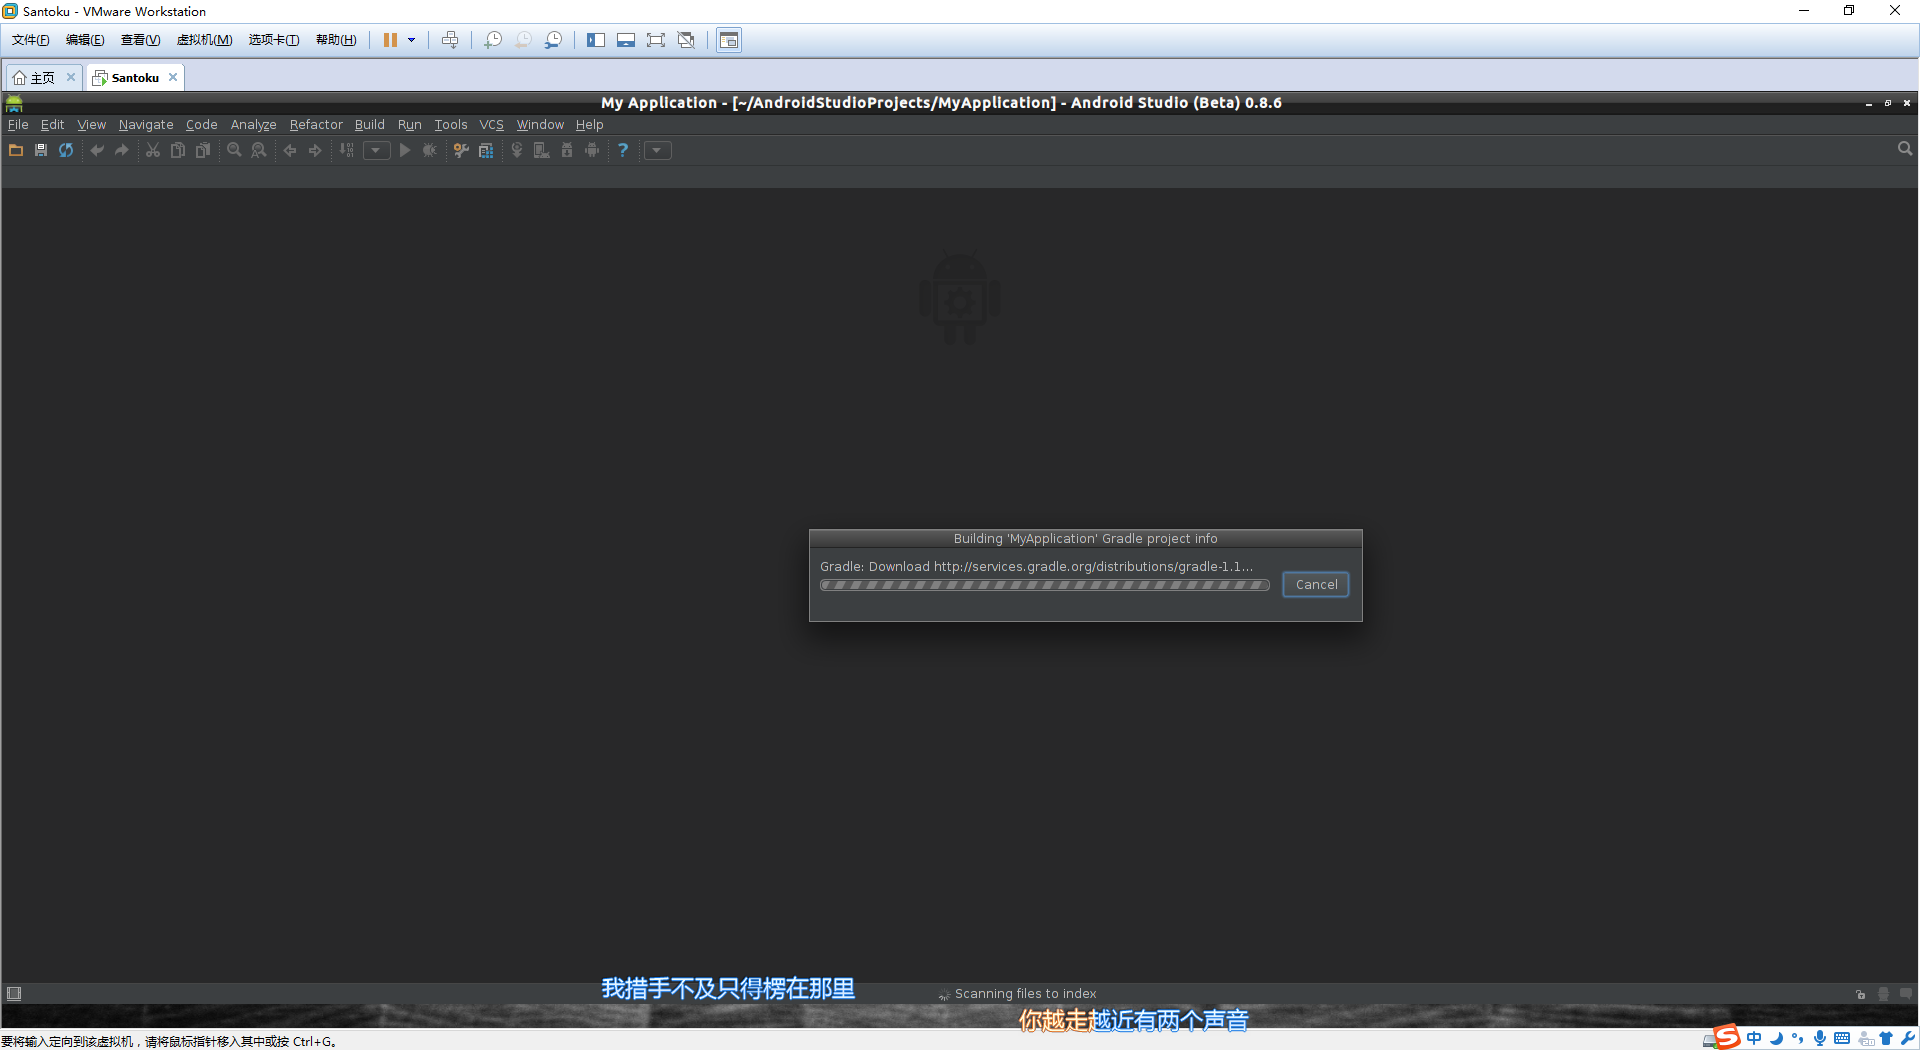 Santoku - VMware Workstation
文件(F) 编辑(E) 查看(V) 虚拟机(M) 选项卡(T) 帮助(H)
主页 Santoku
My Application - [~/AndroidStudioProjects/MyApplication] - Android Studio (Beta) 0.8.6
File Edit View Navigate Code Analyze Refactor Build Run Tools VCS Window Help
Building 'MyApplication' Gradle project info
Gradle: Download http://services.gradle.org/distributions/gradle-1.1...
Cancel
我措手不及只得楞在那里
Scanning files to index
你越走越近有两个声音
要将输入定向到该虚拟机，请将鼠标指针移入其中或按 Ctrl+G。
中